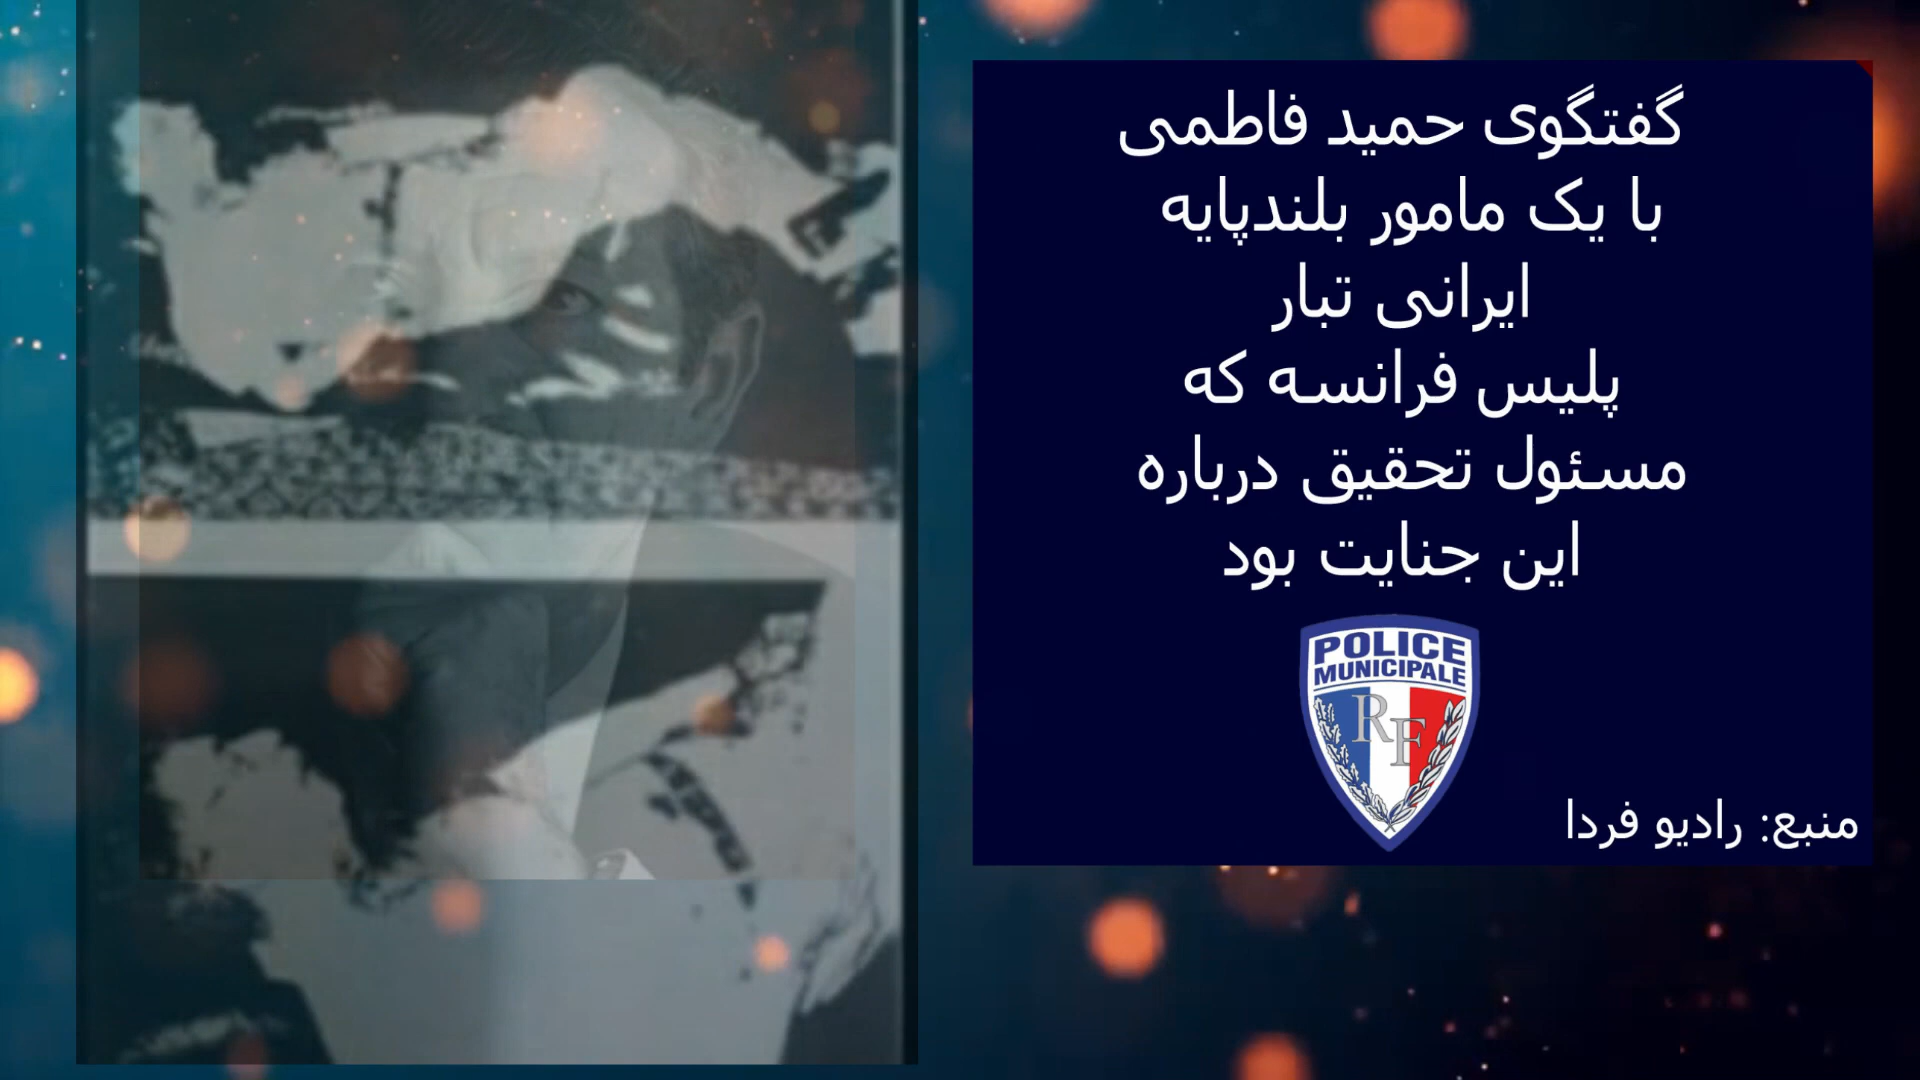 گفتگوی حمید فاطمی
با یک مامور بلندپایه
ایرانی تبار
پلیس فرانسه که
مسئول تحقیق درباره
این جنایت بود
POLICE
MUNICIPALE
RF
منبع: رادیو فردا